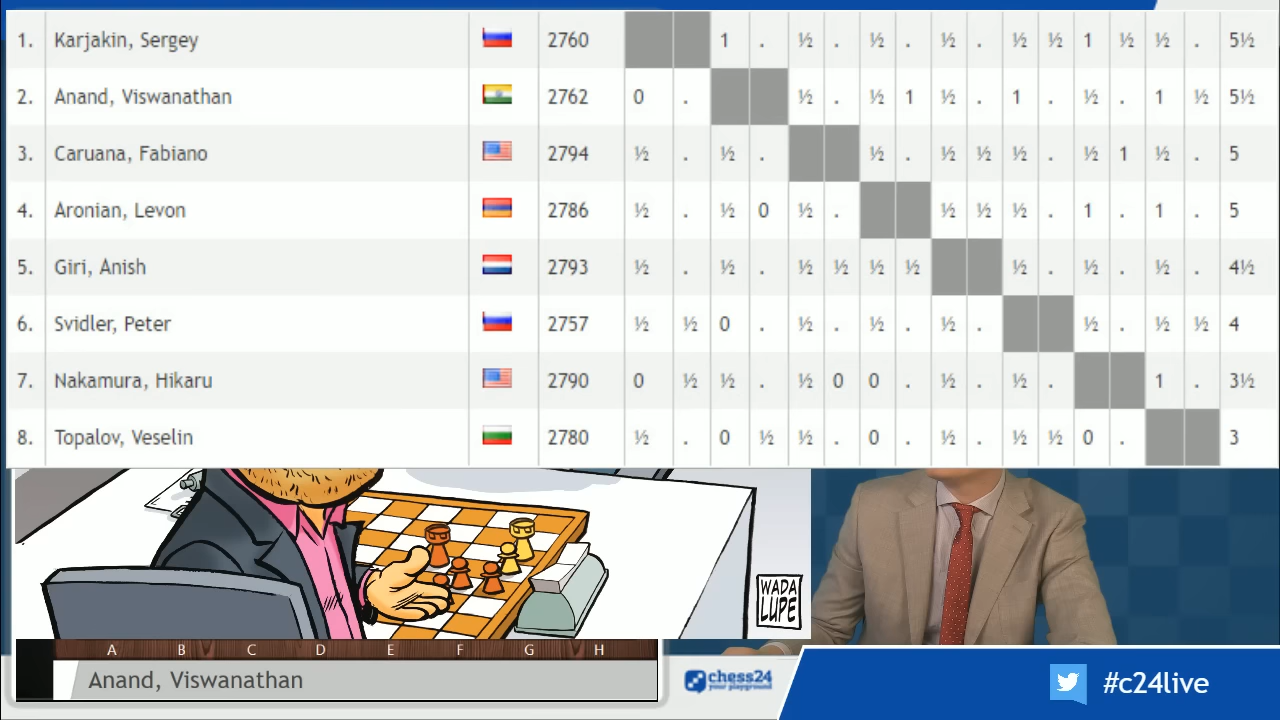 1. Karjakin, Sergey 2760 1 . ½ . ½ . ½ . ½ ½ 1 ½ ½ . 5½
2. Anand, Viswanathan 2762 0 . ½ . ½ 1 ½ . 1 . ½ . 1 ½ 5½
3. Caruana, Fabiano 2794 ½ . ½ . ½ . ½ ½ ½ . ½ 1 ½ . 5
4. Aronian, Levon 2786 ½ . ½ 0 ½ . ½ ½ ½ . 1 . 1 . 5
5. Giri, Anish 2793 ½ . ½ . ½ ½ ½ ½ ½ . ½ . ½ . 4½
6. Svidler, Peter 2757 ½ ½ 0 . ½ . ½ . ½ . ½ . ½ ½ 4
7. Nakamura, Hikaru 2790 0 ½ ½ . ½ 0 0 . ½ . ½ . 1 . 3½
8. Topalov, Veselin 2780 ½ . 0 ½ ½ . 0 . ½ . ½ ½ 0 . 3
WADA
LUPE
A B C D E F G H
Anand, Viswanathan
chess24
your playground
#c24live